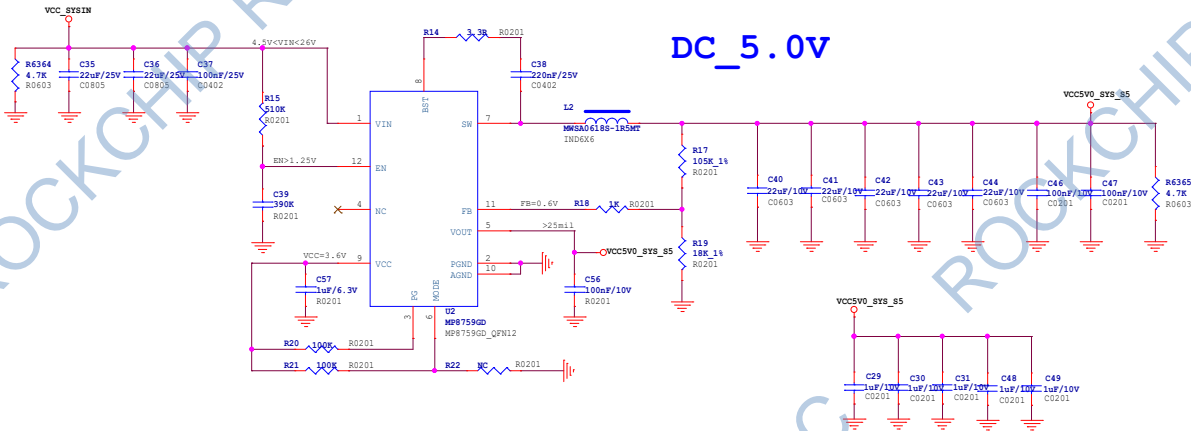 VCC_SYSIN
DC_5.0V
4.5V<VIN<26V
R6364
4.7K
R0603
C35
22uF/25V
C0805
C36
22uF/25V
C0805
C37
100nF/25V
C0402
R15
510K
R0201
EN>1.25V
C39
390K
R0201
VCC=3.6V
C57
1uF/6.3V
R0201
R20
100K
R0201
R21
100K
R0201
R22
NC
R0201
R14
3.3R
R0201
C38
220nF/25V
C0402
8
BST
1
VIN
12
EN
4
NC
9
VCC
3
PG
6
MODE
SW
7
FB
11
VOUT
5
PGND
2
AGND
10
U2
MP8759GD
MP8759GD_QFN12
L2
MWSA0618S-1R5MT
IND6X6
FB=0.6V
R18
1K
R0201
>25mil
VCC5V0_SYS_S5
C56
100nF/10V
R0201
R17
105K_1%
R0201
R19
18K_1%
R0201
VCC5V0_SYS_S5
C40
22uF/10V
C0603
C41
22uF/10V
C0603
C42
22uF/10V
C0603
C43
22uF/10V
C0603
C44
22uF/10V
C0603
C46
100nF/10V
C0201
C47
100nF/10V
C0201
R6365
4.7K
R0603
VCC5V0_SYS_S5
C29
1uF/10V
C0201
C30
1uF/10V
C0201
C31
1uF/10V
C0201
C48
1uF/10V
C0201
C49
1uF/10V
C0201
ROCKCHIP
ROCKCHIP